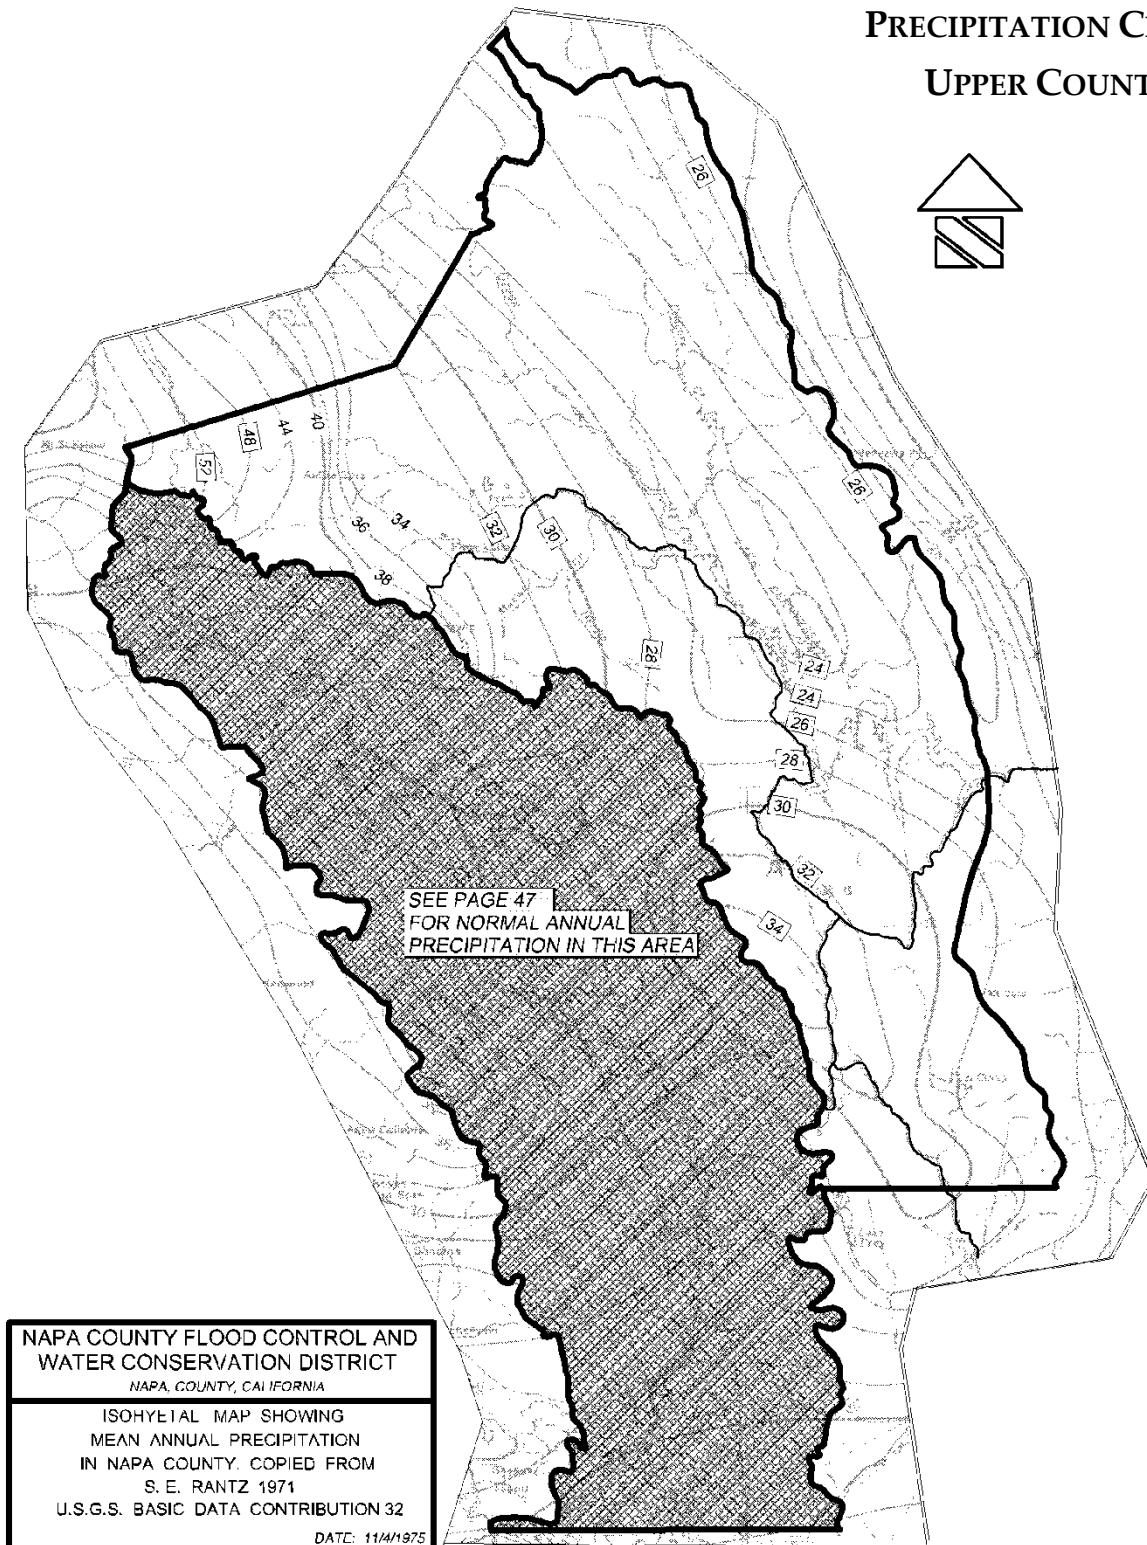 PRECIPITATION
UPPER
26
40
44
48
52
26
34
36
32
30
38
28
24
24
26
28
30
32
34
SEE PAGE 47
FOR NORMAL ANNUAL
PRECIPITATION IN THIS AREA
NAPA COUNTY FLOOD CONTROL AND
WATER CONSERVATION DISTRICT
NAPA, COUNTY, CALIFORNIA
ISOHYETAL MAP SHOWING
MEAN ANNUAL PRECIPITATION
IN NAPA COUNTY. COPIED FROM
S. E. RANTZ 1971
U.S.G.S. BASIC DATA CONTRIBUTION 32
DATE: 11/4/1975